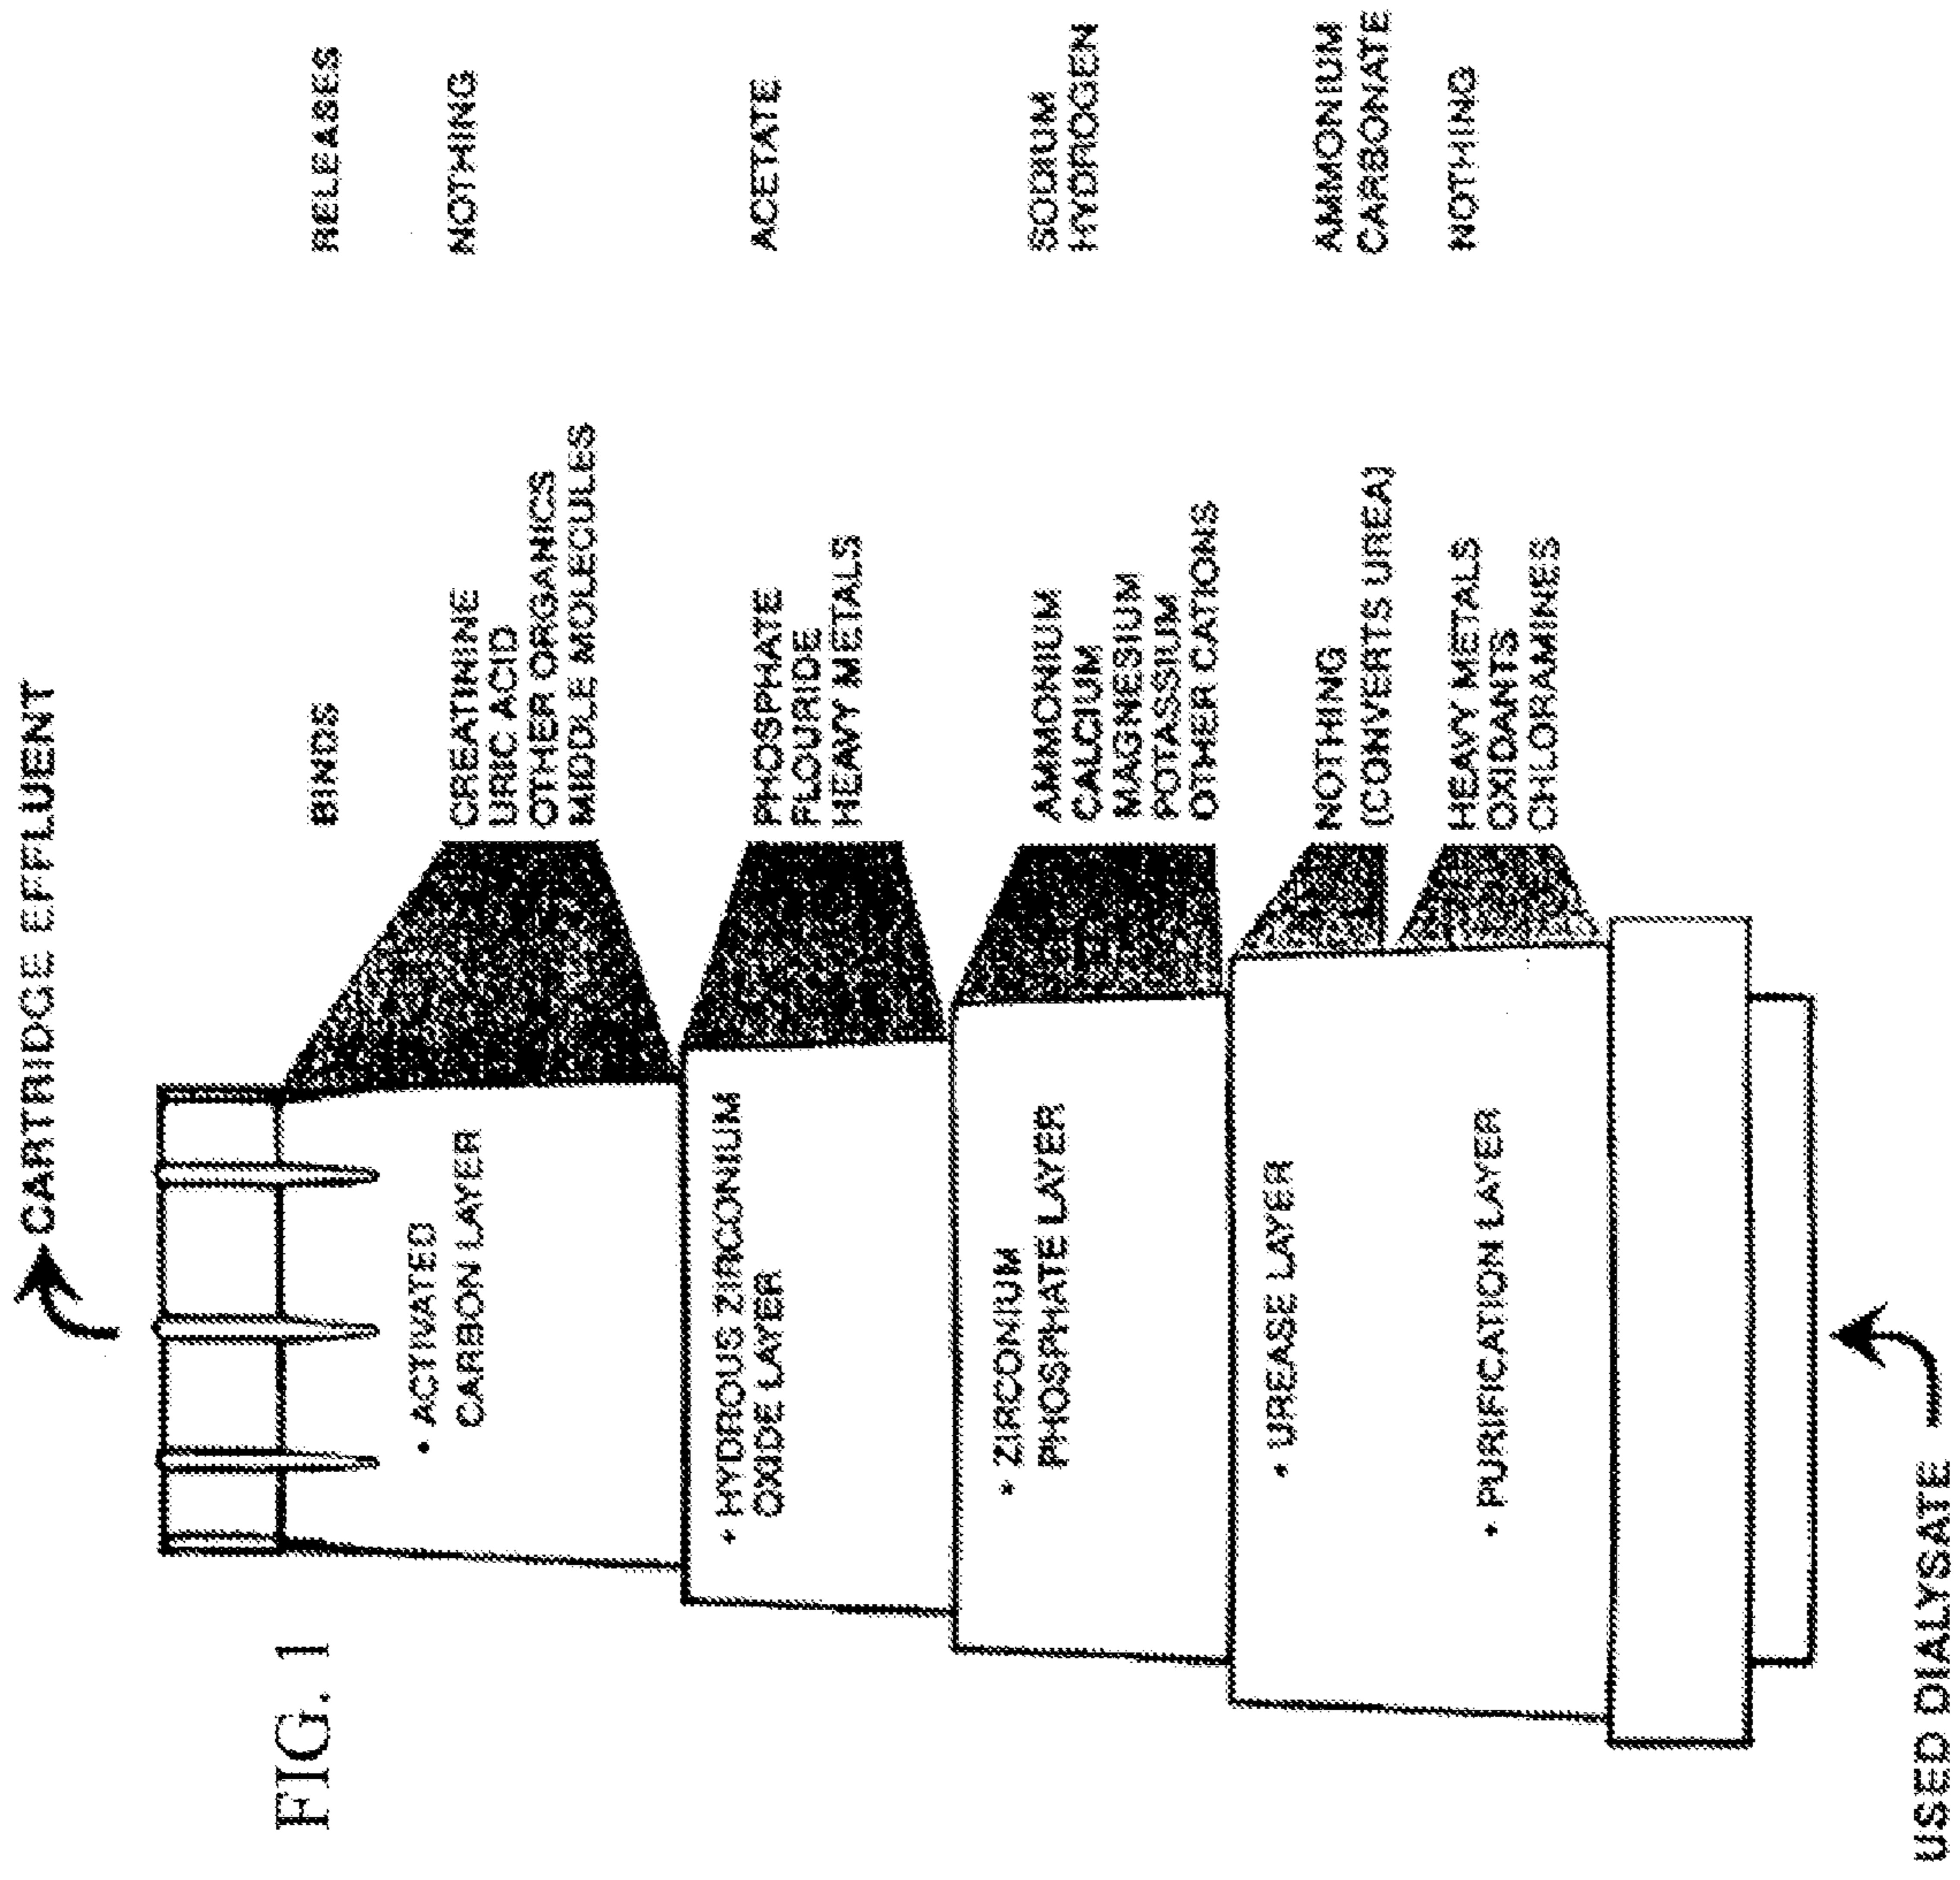 FIG. 1
CARTRIDGE EFFLUENT
BINDS
RELEASES
• ACTIVATED
CARBON LAYER
CREATININE
URIC ACID
OTHER ORGANICS
MIDDLE MOLECULES
NOTHING
• HYDROUS ZIRCONIUM
OXIDE LAYER
PHOSPHATE
FLOURIDE
HEAVY METALS
ACETATE
• ZIRCONIUM
PHOSPHATE LAYER
AMMONIUM
CALCIUM
MAGNESIUM
POTASSIUM
OTHER CATIONS
SODIUM
HYDROGEN
• UREASE LAYER
NOTHING
(CONVERTS UREA)
AMMONIUM
CARBONATE
• PURIFICATION LAYER
HEAVY METALS
OXIDANTS
CHLORAMINES
NOTHING
USED DIALYSATE